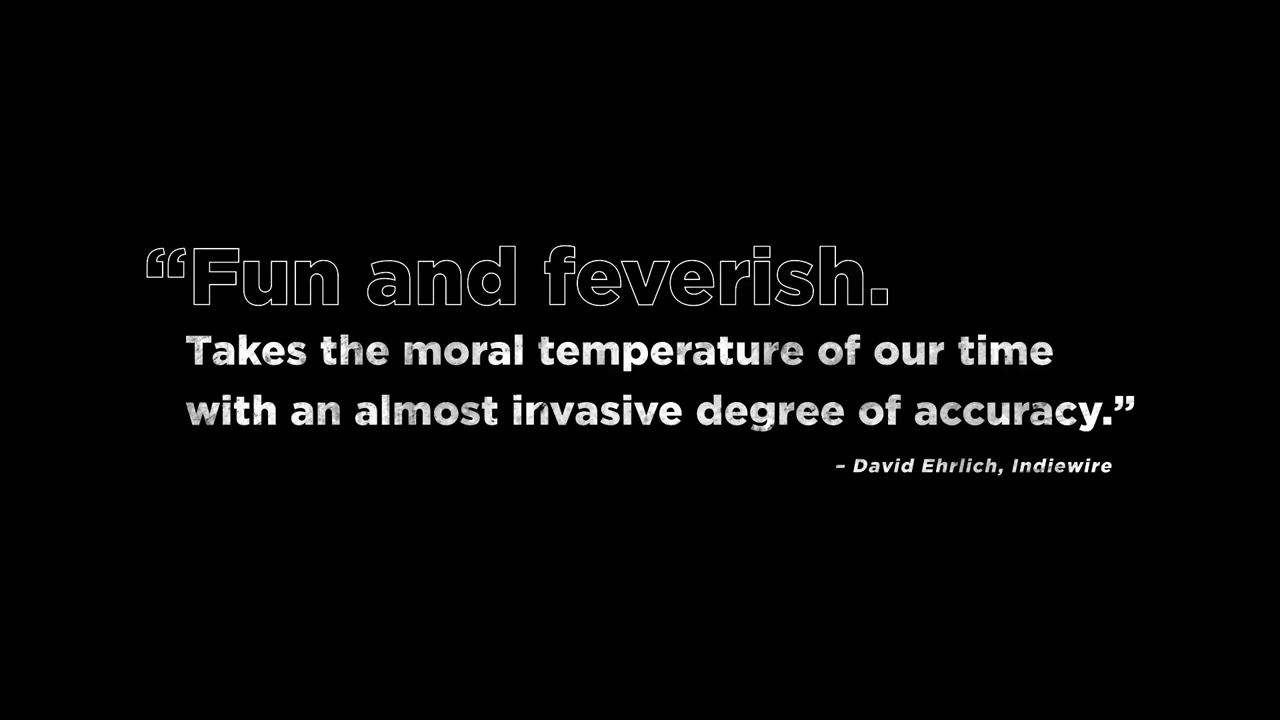 “Fun and feverish.
Takes the moral temperature of our time
with an almost invasive degree of accuracy.”
– David Ehrlich, Indiewire